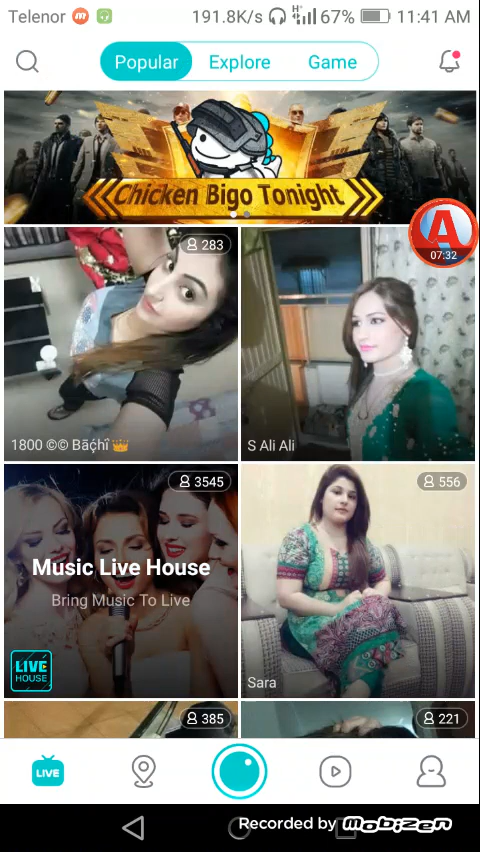 Telenor 191.8K/s H+ 67% 11:41 AM
Popular Explore Game
Chicken Bigo Tonight
07:32
283
1800 ©© Bāḉhî 👑
S Ali Ali
3545
Music Live House
Bring Music To Live
LIVE
HOUSE
556
Sara
385
221
LIVE
Recorded by Mobizen